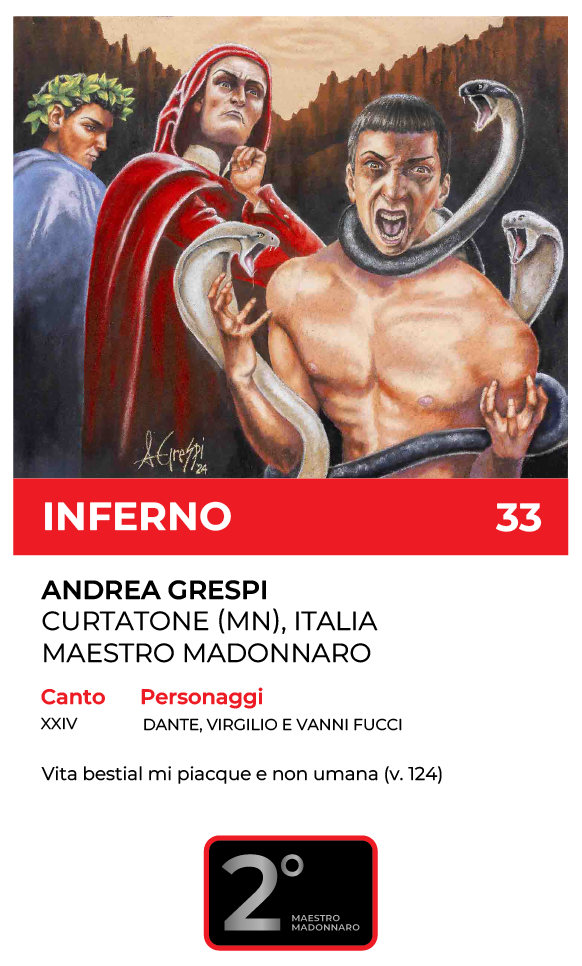 A. Grespi
'24
INFERNO 33
ANDREA GRESPI
CURTATONE (MN), ITALIA
MAESTRO MADONNARO
Canto Personaggi
XXIV DANTE, VIRGILIO E VANNI FUCCI
Vita bestial mi piacque e non umana (v. 124)
2°
MAESTRO
MADONNARO